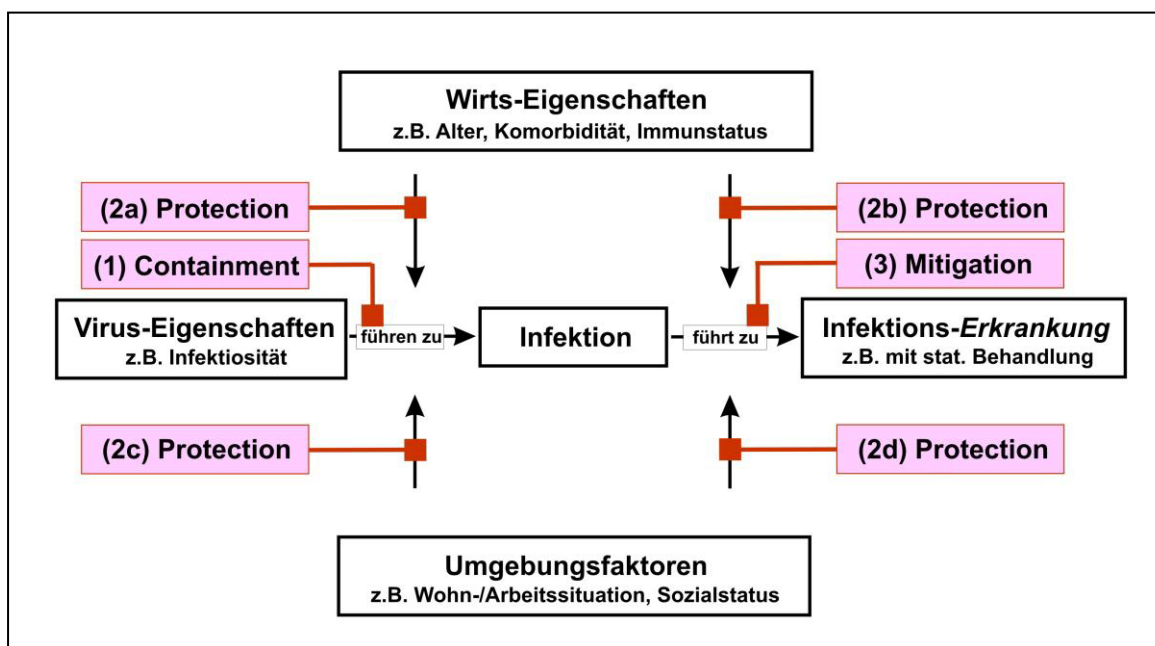 Wirts-Eigenschaften
z.B. Alter, Komorbidität, Immunstatus
(2a) Protection
(2b) Protection
(1) Containment
(3) Mitigation
Virus-Eigenschaften
z.B. Infektiosität
führen zu
Infektion
führt zu
Infektions-Erkrankung
z.B. mit stat. Behandlung
(2c) Protection
(2d) Protection
Umgebungsfaktoren
z.B. Wohn-/Arbeitssituation, Sozialstatus